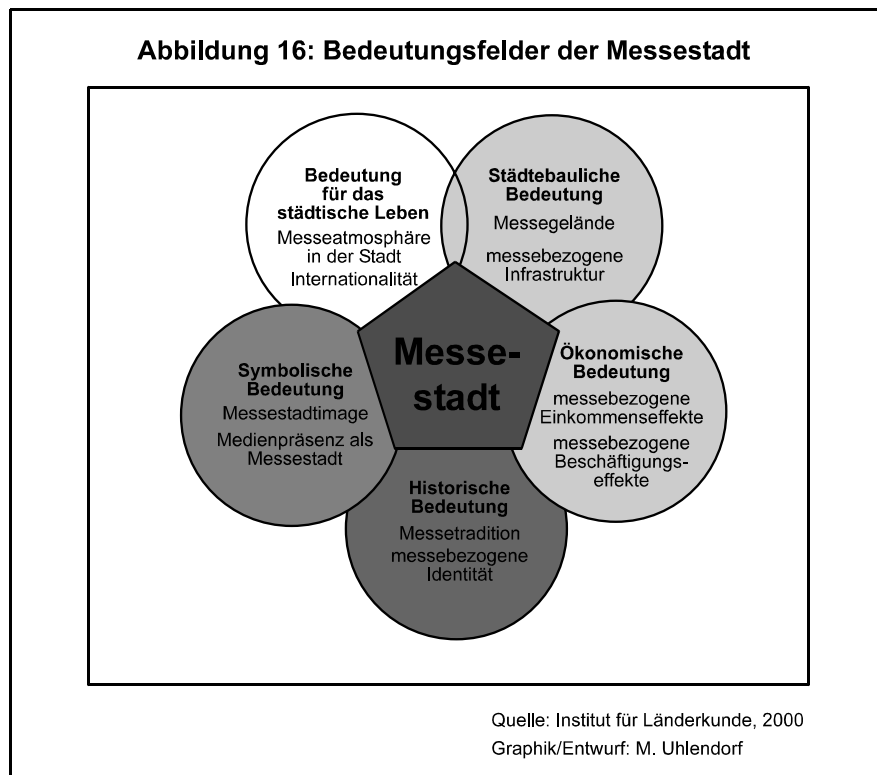 Abbildung 16: Bedeutungsfelder der Messestadt
Bedeutung
für das
städtische Leben
Messeatmosphäre
in der Stadt
Internationalität
Städtebauliche
Bedeutung
Messegelände
messebezogene
Infrastruktur
Messe-
stadt
Symbolische
Bedeutung
Messestadtimage
Medienpräsenz als
Messestadt
Ökonomische
Bedeutung
messebezogene
Einkommenseffekte
messebezogene
Beschäftigungs-
effekte
Historische
Bedeutung
Messetradition
messebezogene
Identität
Quelle: Institut für Länderkunde, 2000
Graphik/Entwurf: M. Uhlendorf